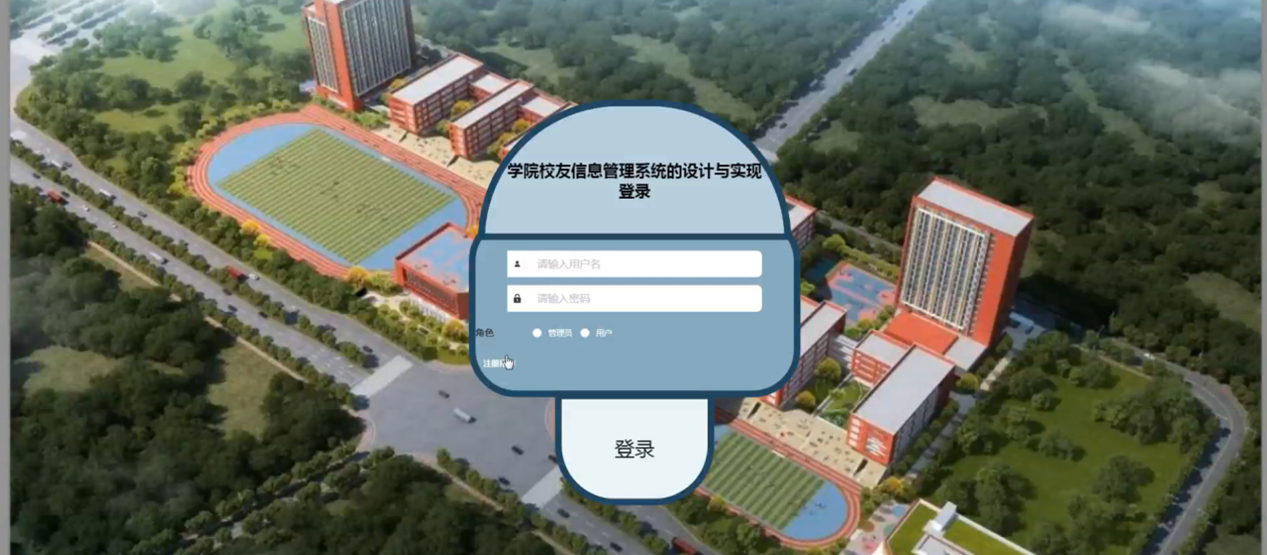 学院校友信息管理系统的设计与实现
登录
请输入用户名
请输入密码
角色 管理员 用户
登录